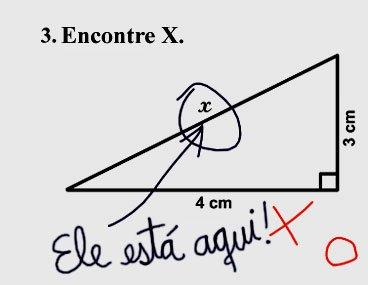 3. Encontre X.
x
3 cm
4 cm
Ele está aqui!